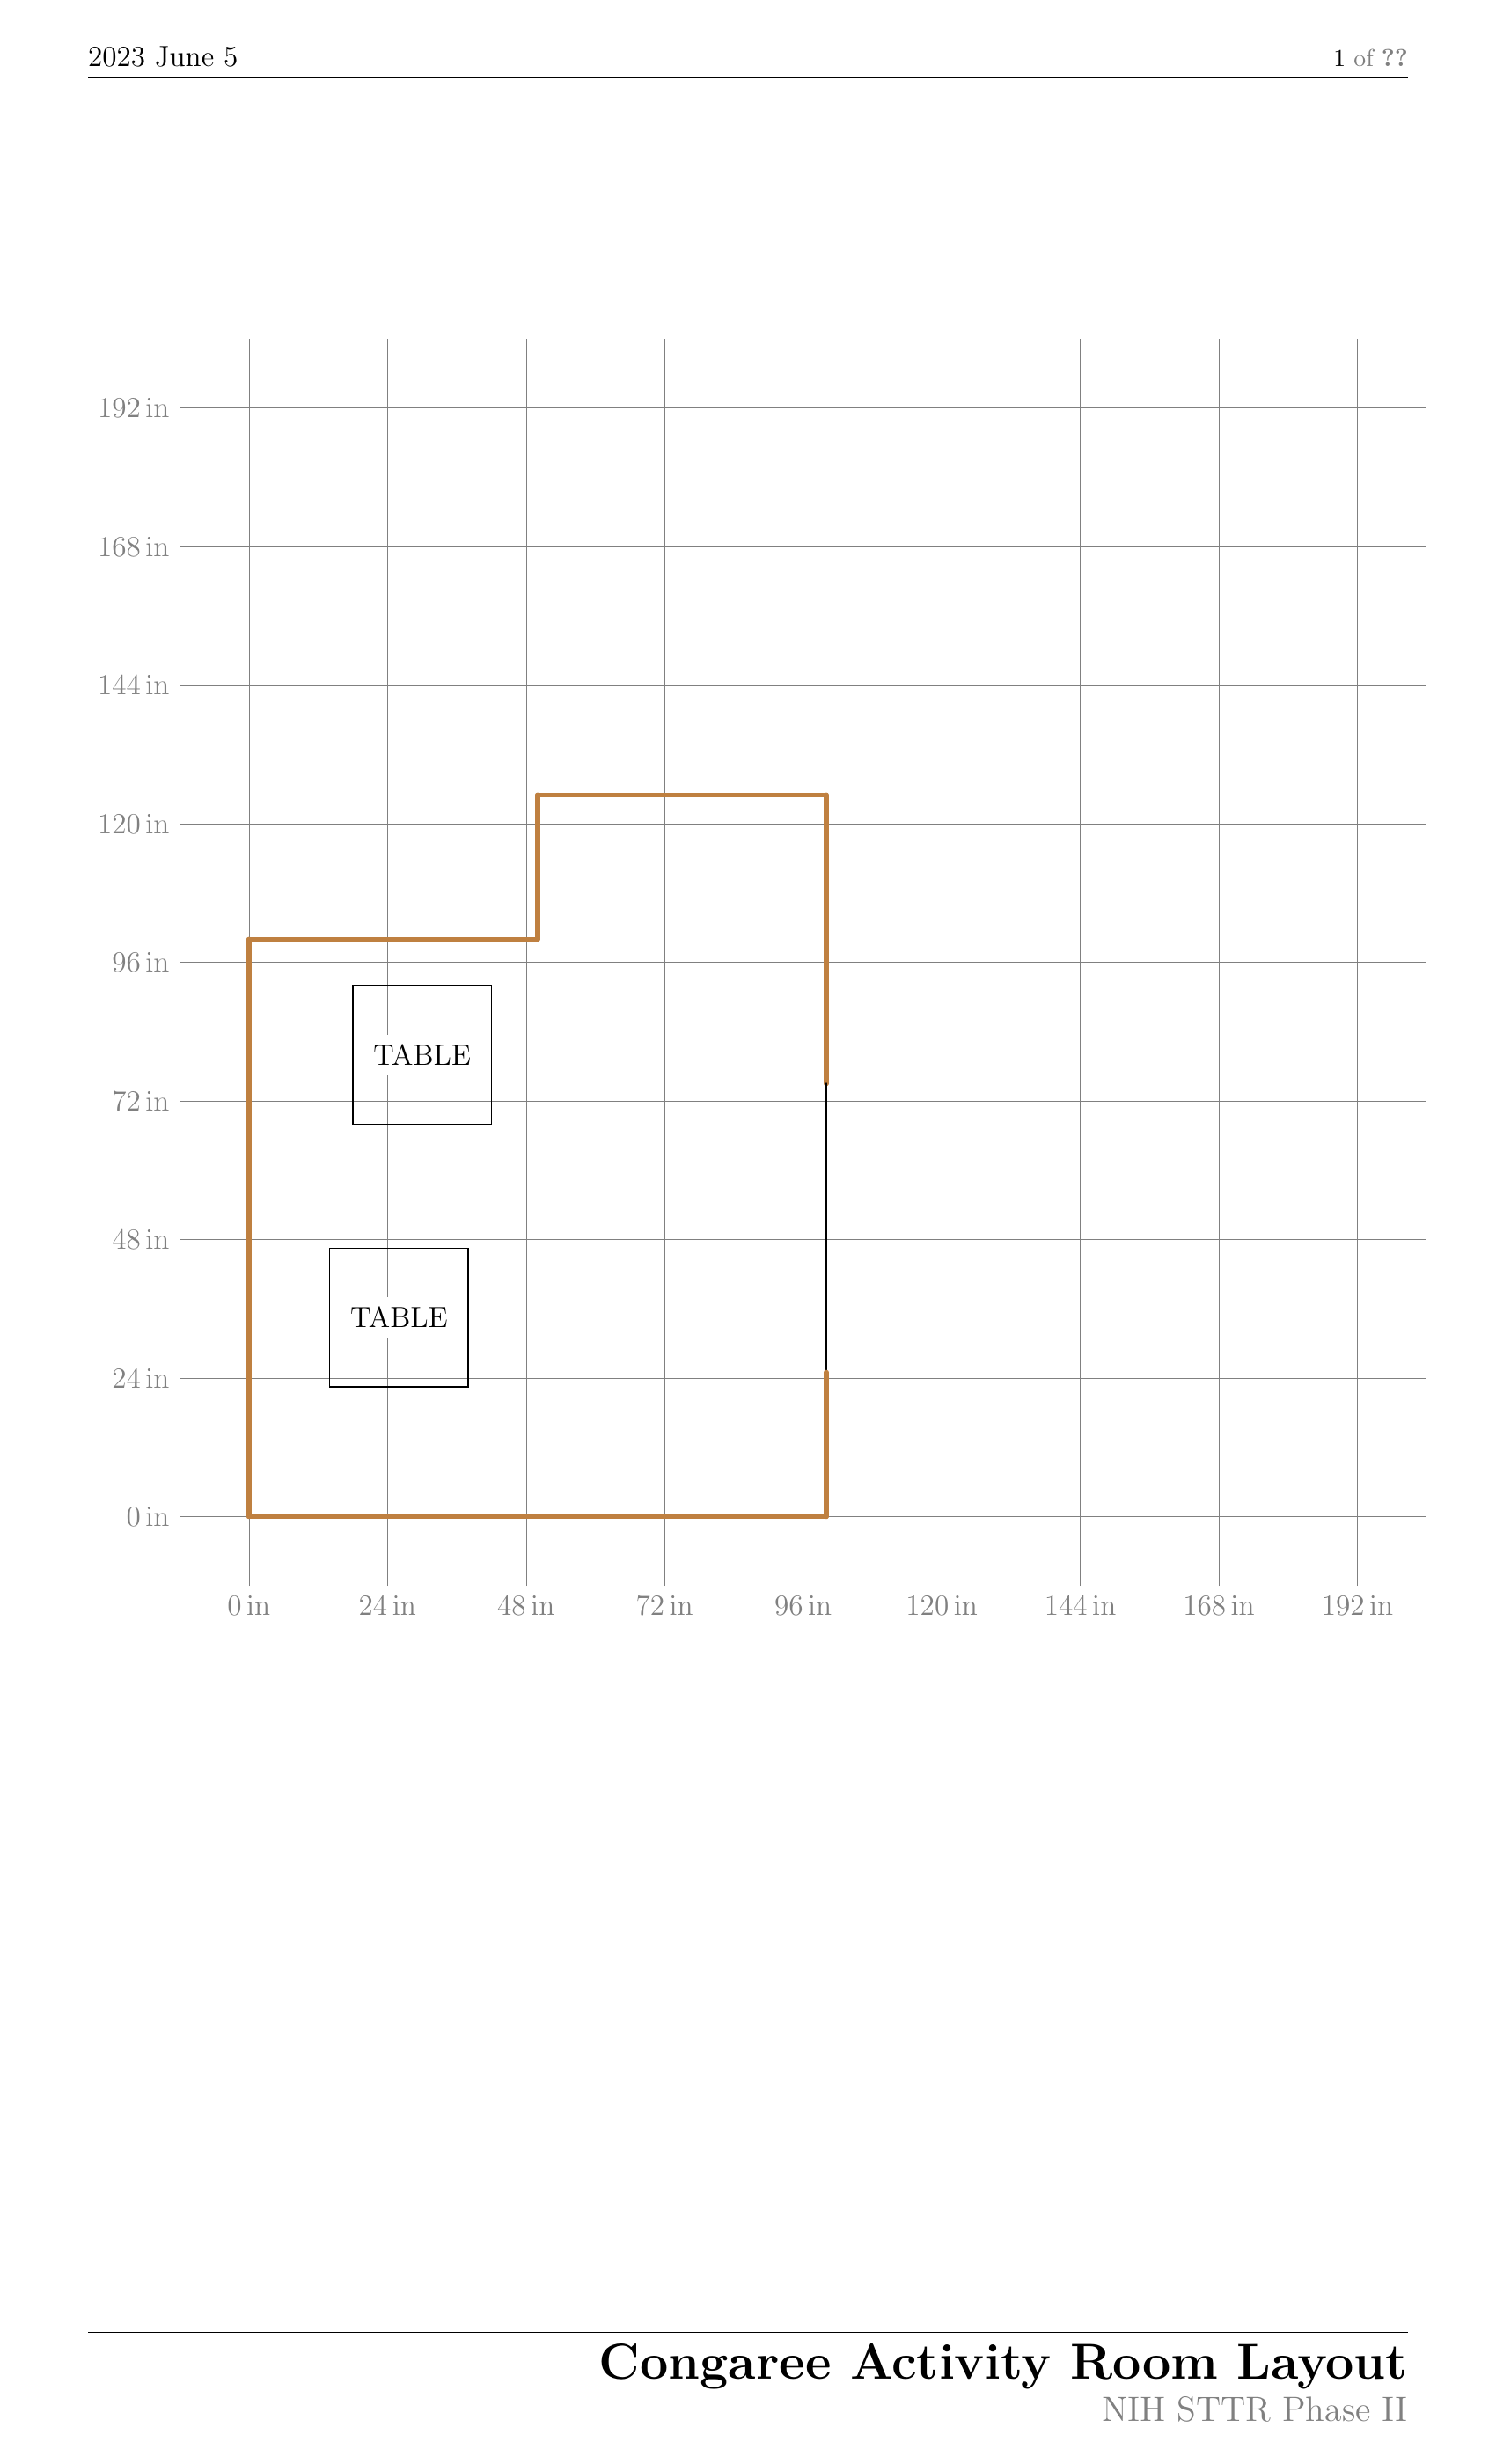 2023 June 5
1 of ??
192 in
168 in
144 in
120 in
96 in
TABLE
72 in
48 in
TABLE
24 in
0 in
0 in 24 in 48 in 72 in 96 in 120 in 144 in 168 in 192 in
Congaree Activity Room Layout
NIH STTR Phase II